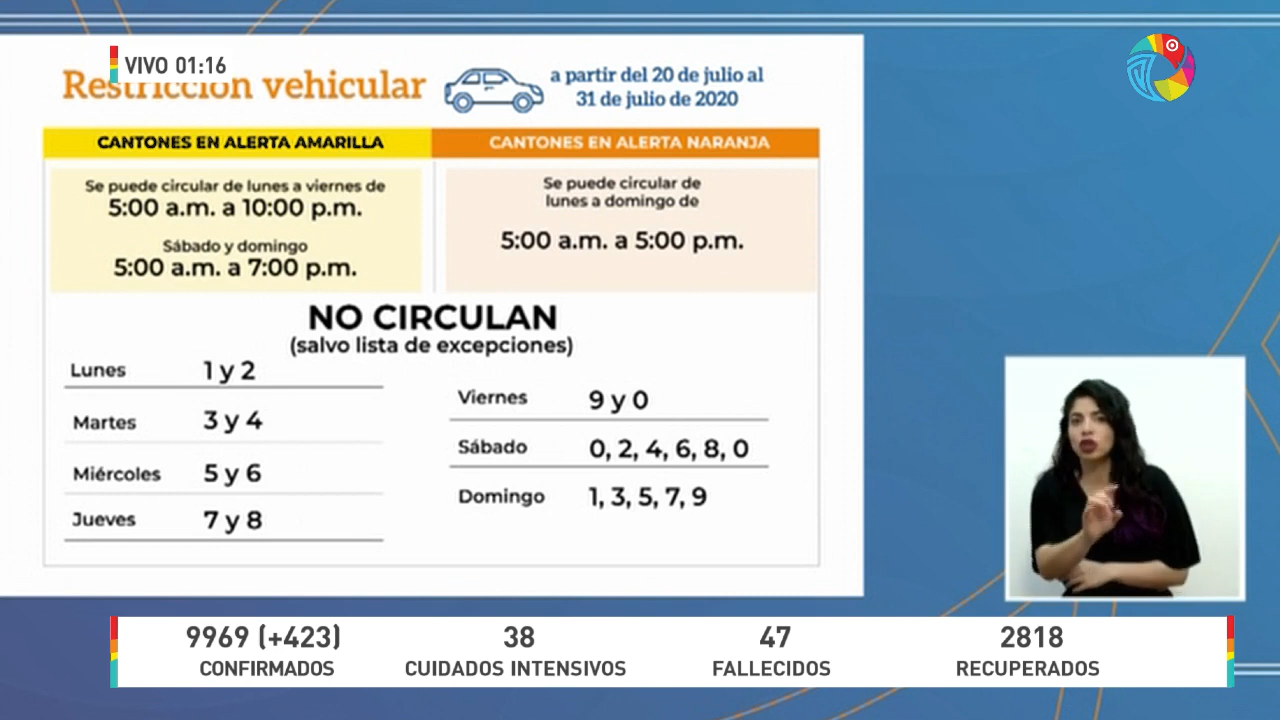 VIVO 01:16
Restricción vehicular
a partir del 20 de julio al
31 de julio de 2020
CANTONES EN ALERTA AMARILLA
CANTONES EN ALERTA NARANJA
Se puede circular de lunes a viernes de
5:00 a.m. a 10:00 p.m.
Sábado y domingo
5:00 a.m. a 7:00 p.m.
Se puede circular de
lunes a domingo de
5:00 a.m. a 5:00 p.m.
NO CIRCULAN
(salvo lista de excepciones)
Lunes 1 y 2
Martes 3 y 4
Miércoles 5 y 6
Jueves 7 y 8
Viernes 9 y 0
Sábado 0, 2, 4, 6, 8, 0
Domingo 1, 3, 5, 7, 9
9969 (+423)
CONFIRMADOS
38
CUIDADOS INTENSIVOS
47
FALLECIDOS
2818
RECUPERADOS